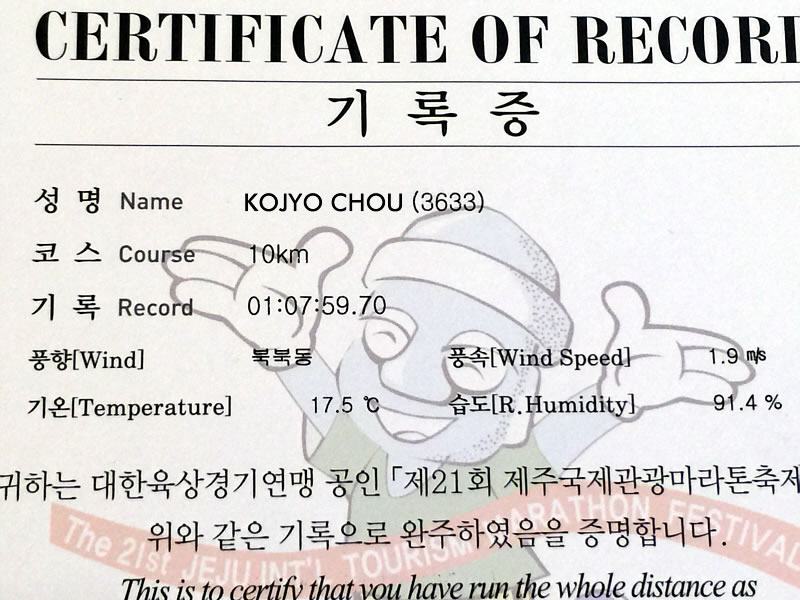 CERTIFICATE OF RECORD
기 록 증
성 명 Name KOJYO CHOU (3633)
코 스 Course 10km
기 록 Record 01:07:59.70
풍향[Wind] 북북동 풍속[Wind Speed] 1.9 ㎧
기온[Temperature] 17.5 ℃ 습도[R.Humidity] 91.4 %
귀하는 대한육상경기연맹 공인 「제21회 제주국제관광마라톤축제
위와 같은 기록으로 완주하였음을 증명합니다.
The 21st JEJU INT'L TOURISM MARATHON FESTIVAL
This is to certify that you have run the whole distance as